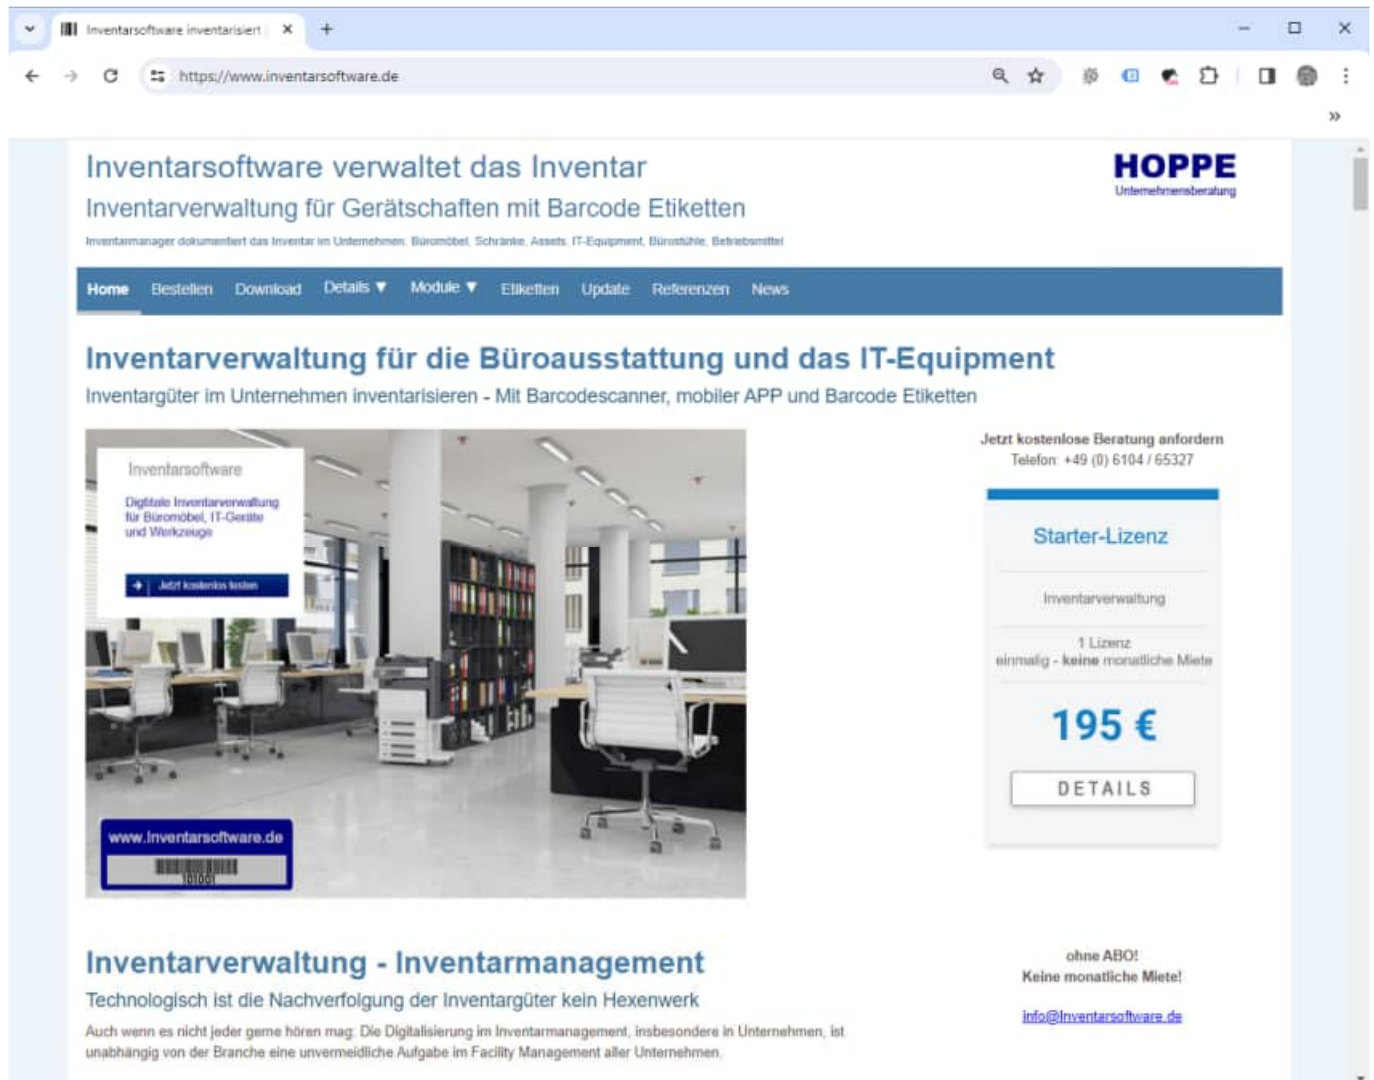 Inventarsoftware inventarisiert
https://www.inventarsoftware.de
Inventarsoftware verwaltet das Inventar
Inventarverwaltung für Gerätschaften mit Barcode Etiketten
Inventarmanager dokumentiert das Inventar im Unternehmen. Büromöbel, Schränke, Assets, IT-Equipment, Bürostühle, Betriebsmittel
HOPPE
Unternehmensberatung
Home Bestellen Download Details ▼ Module ▼ Etiketten Update Referenzen News
Inventarverwaltung für die Büroausstattung und das IT-Equipment
Inventargüter im Unternehmen inventarisieren - Mit Barcodescanner, mobiler APP und Barcode Etiketten
Inventarsoftware
Digtitale Inventarverwaltung
für Büromöbel, IT-Geräte
und Werkzeuge
Jetzt kostenlos testen
www.Inventarsoftware.de
101001
Jetzt kostenlose Beratung anfordern
Telefon: +49 (0) 6104 / 65327
Starter-Lizenz
Inventarverwaltung
1 Lizenz
einmalig - keine monatliche Miete
195 €
DETAILS
Inventarverwaltung - Inventarmanagement
Technologisch ist die Nachverfolgung der Inventargüter kein Hexenwerk
Auch wenn es nicht jeder gerne hören mag: Die Digitalisierung im Inventarmanagement, insbesondere in Unternehmen, ist
unabhängig von der Branche eine unvermeidliche Aufgabe im Facility Management aller Unternehmen.
ohne ABO!
Keine monatliche Miete!
info@Inventarsoftware.de